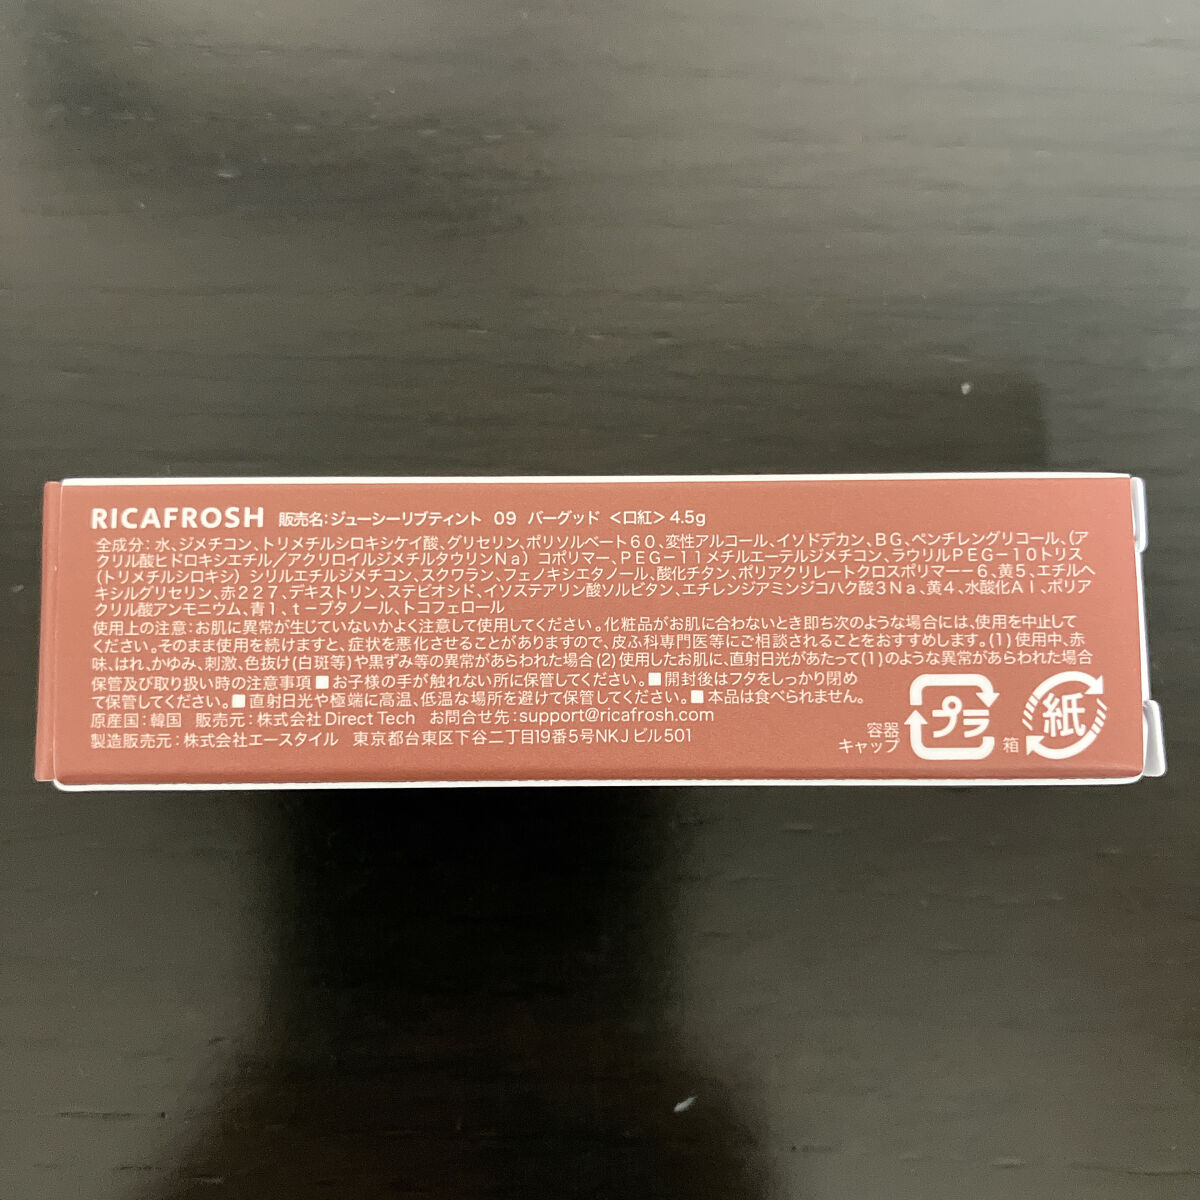 RICAFROSH 販売名：ジューシーリブティント 09 バーグッド ＜口紅＞4.5g
全成分：水、ジメチコン、トリメチルシロキシケイ酸、グリセリン、ポリソルベート６０、変性アルコール、イソドデカン、ＢＧ、ペンチレングリコール、（ア
クリル酸ヒドロキシエチル／アクリロイルジメチルタウリンＮａ）コポリマー、ＰＥＧ－１１メチルエーテルジメチコン、ラウリルＰＥＧ－１０トリス
（トリメチルシロキシ）シリルエチルジメチコン、スクワラン、フェノキシエタノール、酸化チタン、ポリアクリレートクロスポリマー－６、黄５、エチルヘ
キシルグリセリン、赤２２７、デキストリン、ステビオシド、イソステアリン酸ソルビタン、エチレンジアミンジコハク酸３Ｎａ、黄４、水酸化Ａｌ、ポリア
クリル酸アンモニウム、青１、ｔ－ブタノール、トコフェロール
使用上の注意：お肌に異常が生じていないかよく注意して使用してください。化粧品がお肌に合わないとき即ち次のような場合には、使用を中止して
ください。そのまま使用を続けますと、症状を悪化させることがありますので、皮ふ科専門医等にご相談されることをおすすめします。(1)使用中、赤
味、はれ、かゆみ、刺激、色抜け(白斑等)や黒ずみ等の異常があらわれた場合(2)使用したお肌に、直射日光があたって(1)のような異常があらわれた場合
保管及び取り扱い時の注意事項■お子様の手が触れない所に保管してください。■開封後はフタをしっかり閉め
て保管してください。■直射日光や極端に高温、低温な場所を避けて保管してください。■本品は食べられません。
原産国：韓国 販売元：株式会社Direct Tech お問合せ先：support@ricafrosh.com
製造販売元：株式会社エースタイル 東京都台東区下谷二丁目19番5号NKJビル501
容器
キャップ
プラ
箱
紙